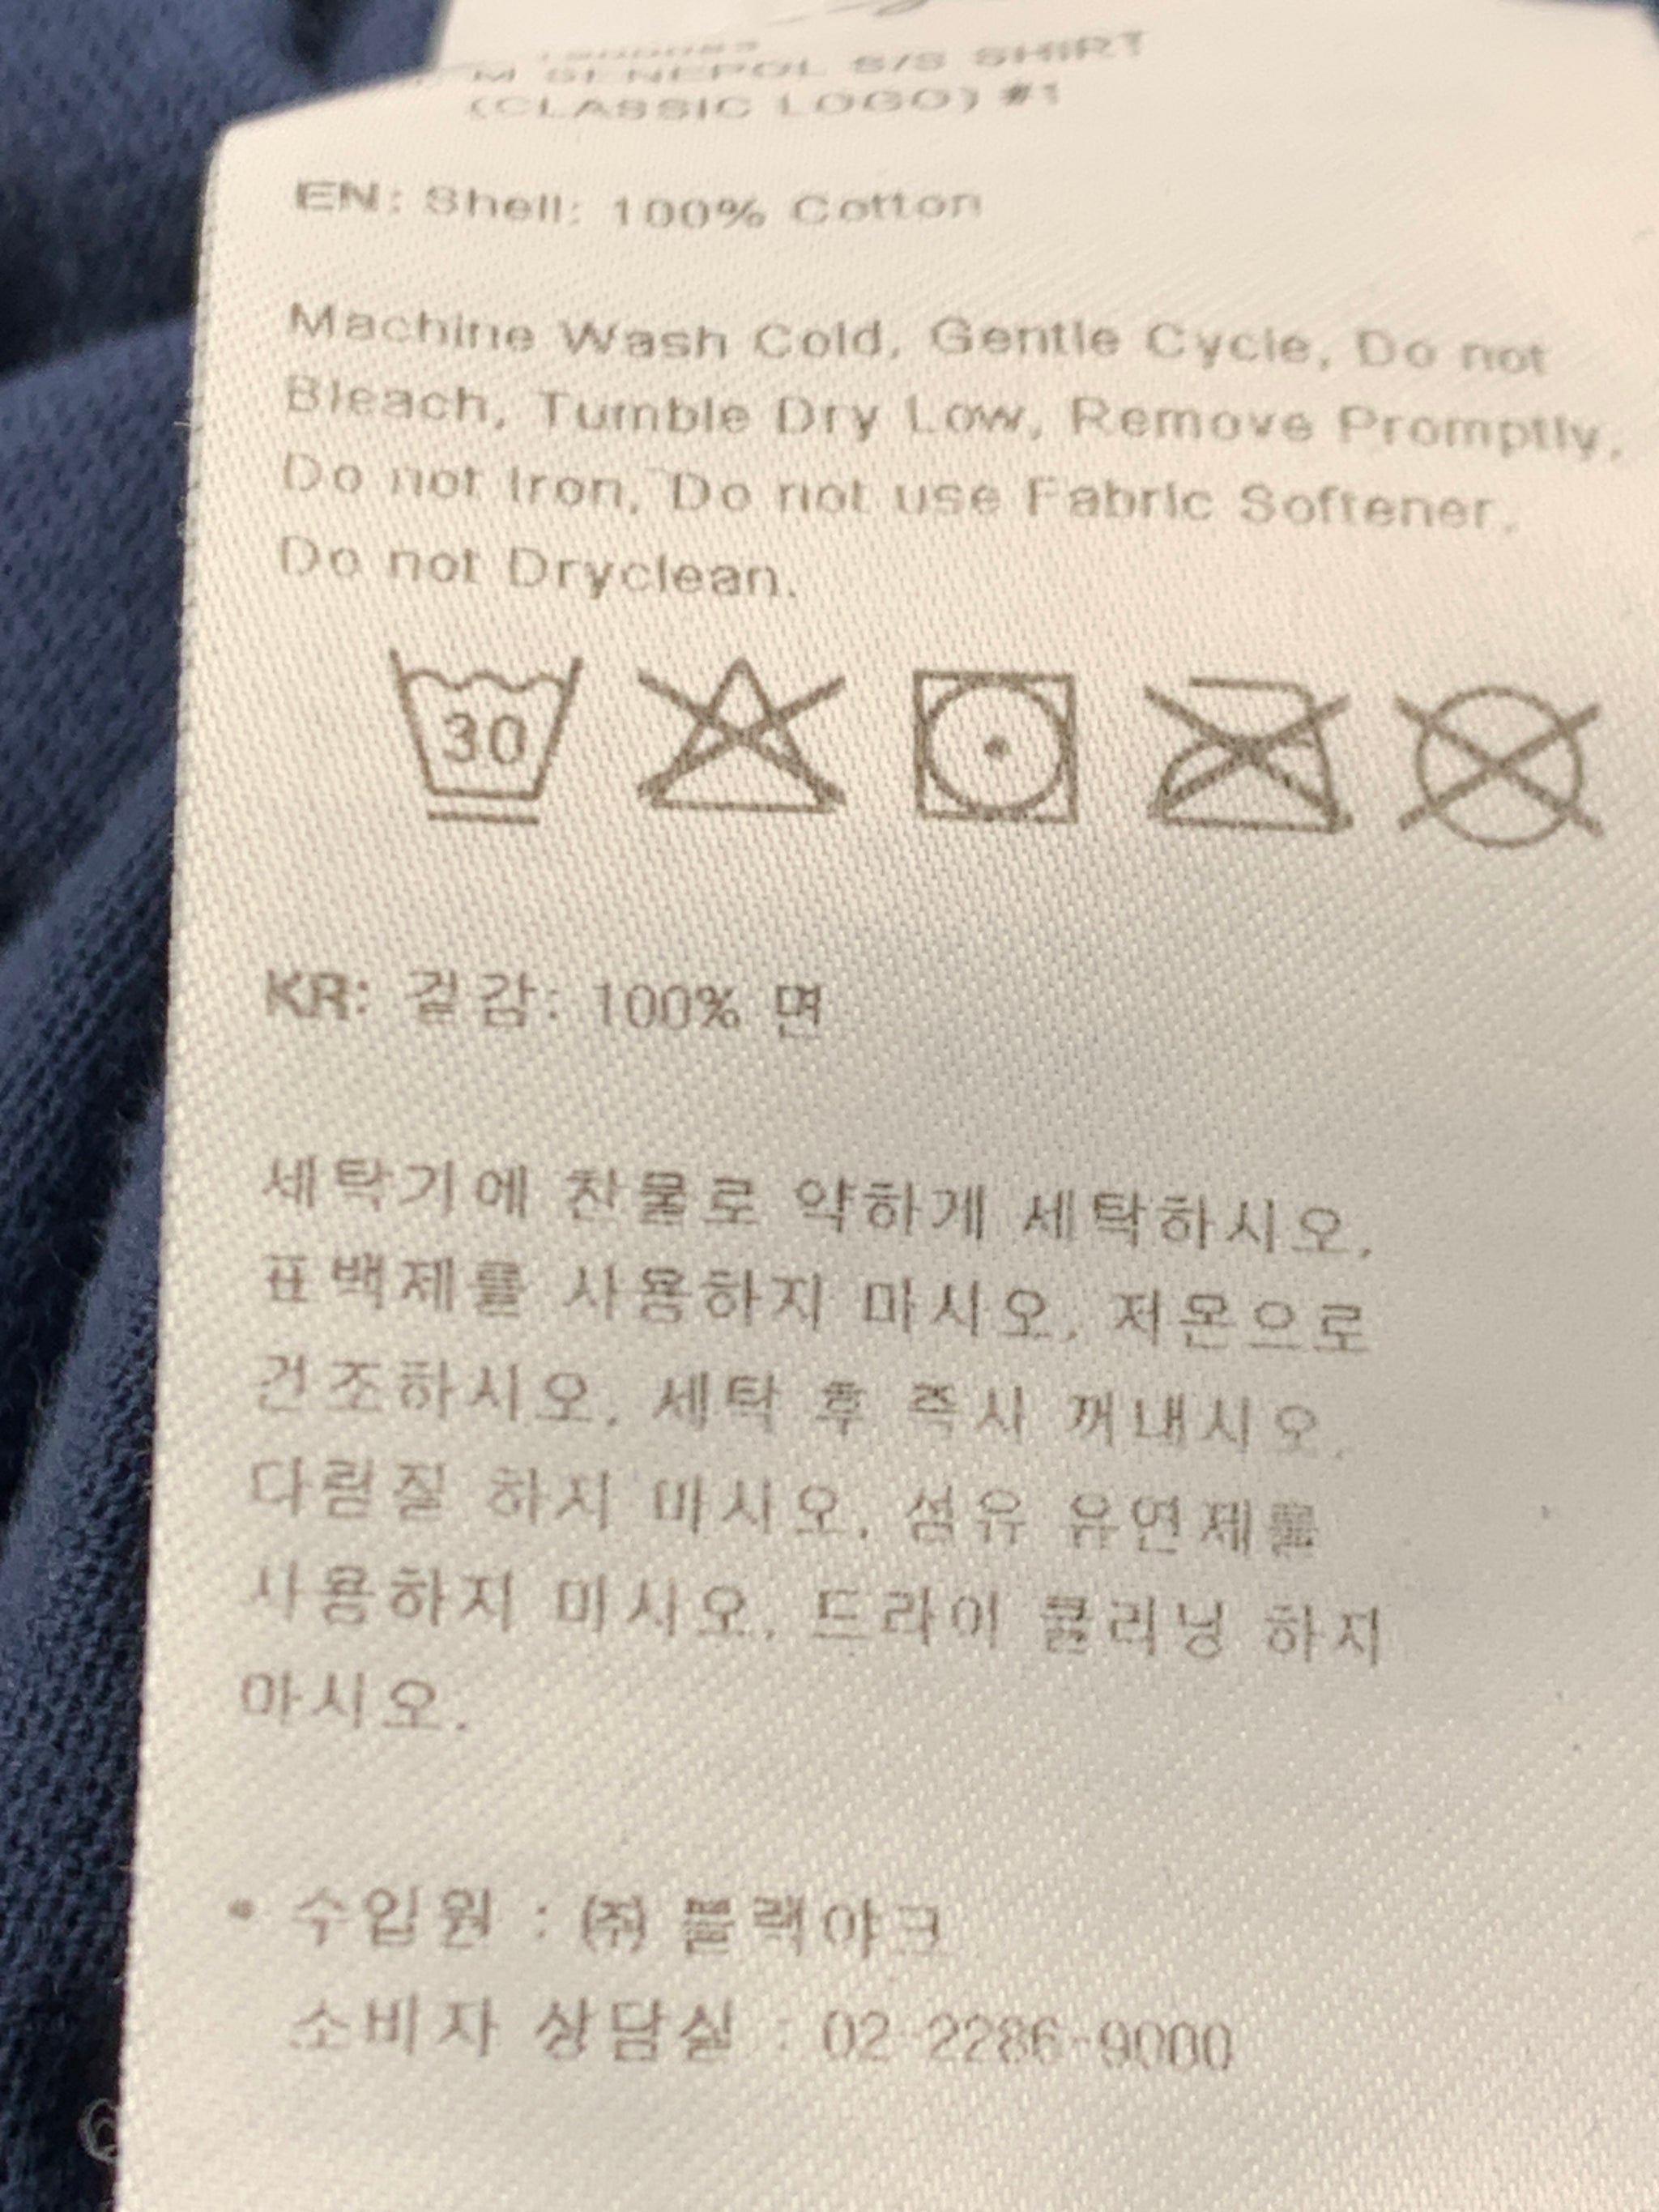 M SENEPOL S/S SHIRT
(CLASSIC LOGO) #1
EN: Shell: 100% Cotton
Machine Wash Cold, Gentle Cycle, Do not
Bleach, Tumble Dry Low, Remove Promptly,
Do not Iron, Do not use Fabric Softener,
Do not Dryclean.
30
KR: 겉감: 100% 면
세탁기에 찬물로 약하게 세탁하시오.
표백제를 사용하지 마시오. 저온으로
건조하시오. 세탁 후 즉시 꺼내시오.
다림질 하지 마시오. 섬유 유연제를
사용하지 마시오. 드라이 클리닝 하지
마시오.
• 수입원 : ㈜ 블랙야크
소비자 상담실 : 02 2286-9000